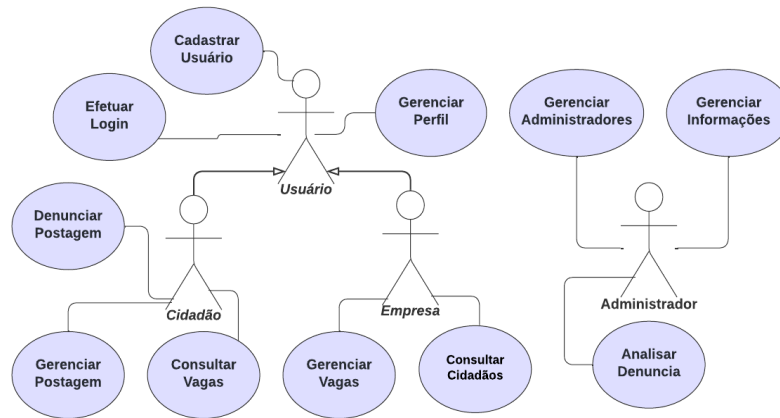 Cadastrar
Usuário
Efetuar
Login
Gerenciar
Perfil
Gerenciar
Administradores
Gerenciar
Informações
Usuário
Denunciar
Postagem
Cidadão
Empresa
Administrador
Gerenciar
Postagem
Consultar
Vagas
Gerenciar
Vagas
Consultar
Cidadãos
Analisar
Denuncia